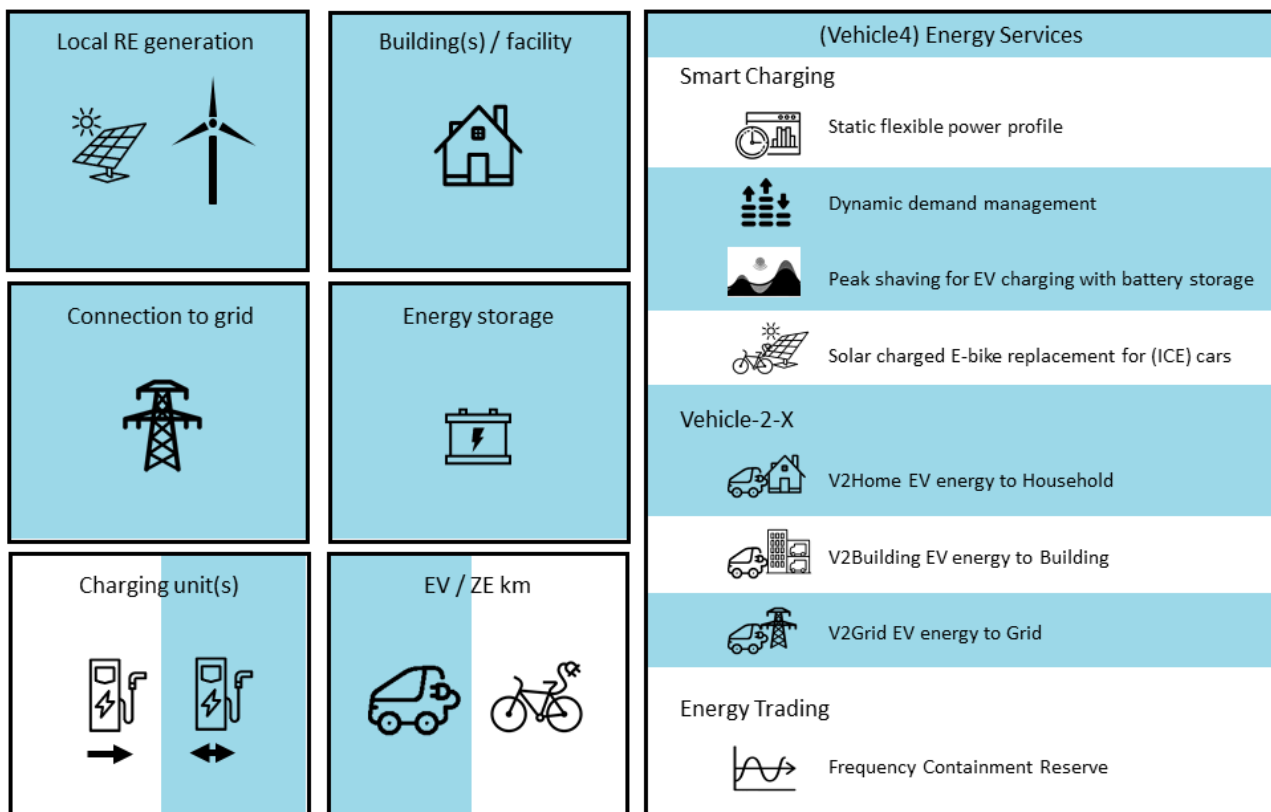 Local RE generation
Building(s) / facility
Connection to grid
Energy storage
Charging unit(s)
EV / ZE km
(Vehicle4) Energy Services
Smart Charging
Static flexible power profile
Dynamic demand management
Peak shaving for EV charging with battery storage
Solar charged E-bike replacement for (ICE) cars
Vehicle-2-X
V2Home EV energy to Household
V2Building EV energy to Building
V2Grid EV energy to Grid
Energy Trading
Frequency Containment Reserve